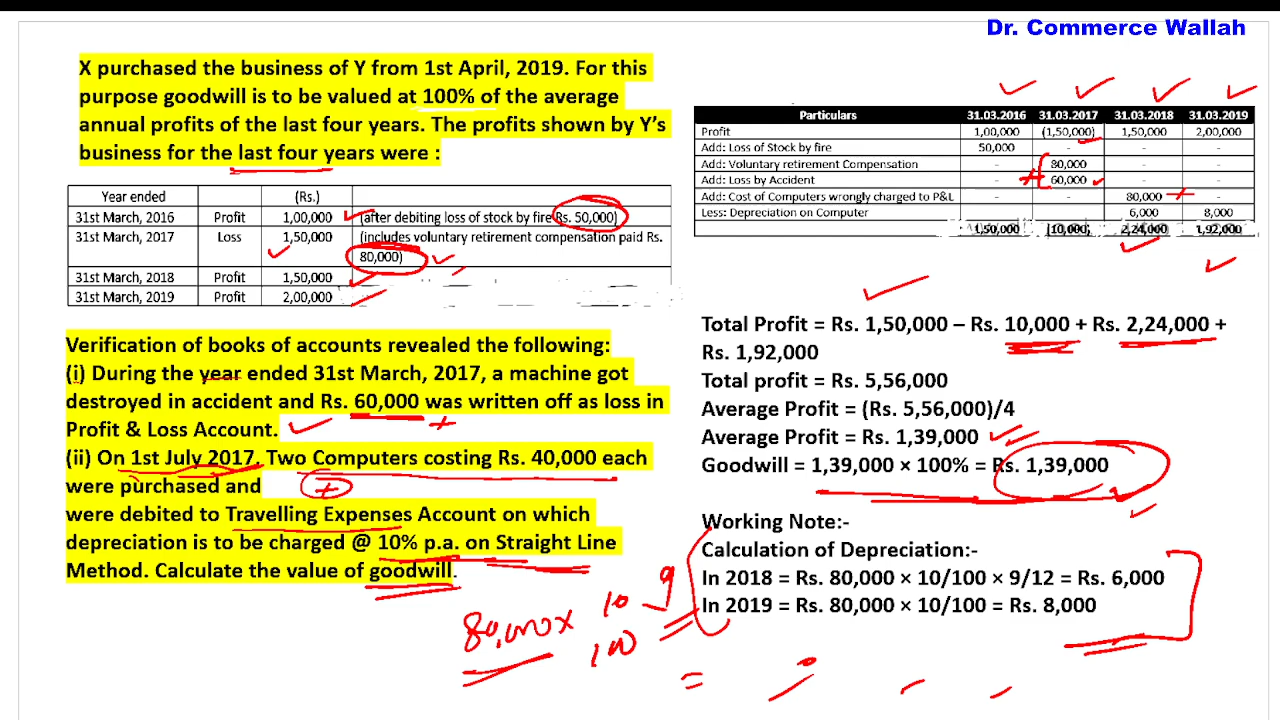 Dr. Commerce Wallah
X purchased the business of Y from 1st April, 2019. For this
purpose goodwill is to be valued at 100% of the average
annual profits of the last four years. The profits shown by Y's
business for the last four years were :
Year ended (Rs.)
31st March, 2016 Profit 1,00,000 (after debiting loss of stock by fire Rs. 50,000)
31st March, 2017 Loss 1,50,000 (includes voluntary retirement compensation paid Rs.
80,000)
31st March, 2018 Profit 1,50,000
31st March, 2019 Profit 2,00,000
Verification of books of accounts revealed the following:
(i) During the year ended 31st March, 2017, a machine got
destroyed in accident and Rs. 60,000 was written off as loss in
Profit & Loss Account.
(ii) On 1st July 2017, Two Computers costing Rs. 40,000 each
were purchased and
were debited to Travelling Expenses Account on which
depreciation is to be charged @ 10% p.a. on Straight Line
Method. Calculate the value of goodwill.
80,000 x 10 9
100
=
Particulars 31.03.2016 31.03.2017 31.03.2018 31.03.2019
Profit 1,00,000 (1,50,000) 1,50,000 2,00,000
Add: Loss of Stock by fire 50,000 - - -
Add: Voluntary retirement Compensation - 80,000 - -
Add: Loss by Accident - 60,000 - -
Add: Cost of Computers wrongly charged to P&L - - 80,000 -
Less: Depreciation on Computer 6,000 8,000
1,50,000 (10,000) 2,24,000 1,92,000
Total Profit = Rs. 1,50,000 – Rs. 10,000 + Rs. 2,24,000 +
Rs. 1,92,000
Total profit = Rs. 5,56,000
Average Profit = (Rs. 5,56,000)/4
Average Profit = Rs. 1,39,000
Goodwill = 1,39,000 × 100% = Rs. 1,39,000
Working Note:-
Calculation of Depreciation:-
In 2018 = Rs. 80,000 × 10/100 × 9/12 = Rs. 6,000
In 2019 = Rs. 80,000 × 10/100 = Rs. 8,000